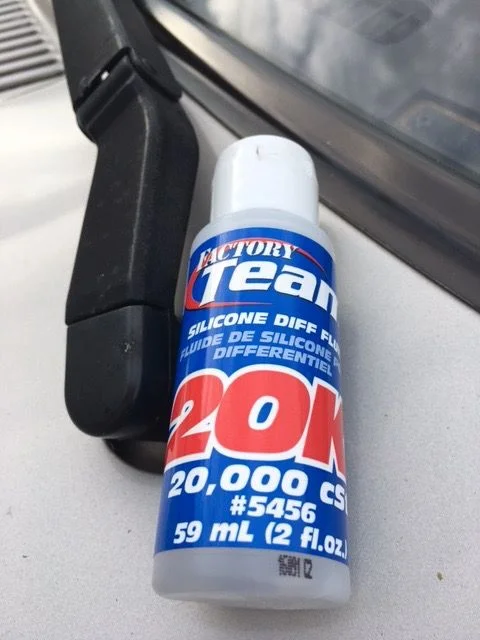 FACTORY
Team
SILICONE DIFF FLU
FLUIDE DE SILICONE P
DIFFERENTIEL
20K
20,000 cS
#5456
59 mL (2 fl.oz.)